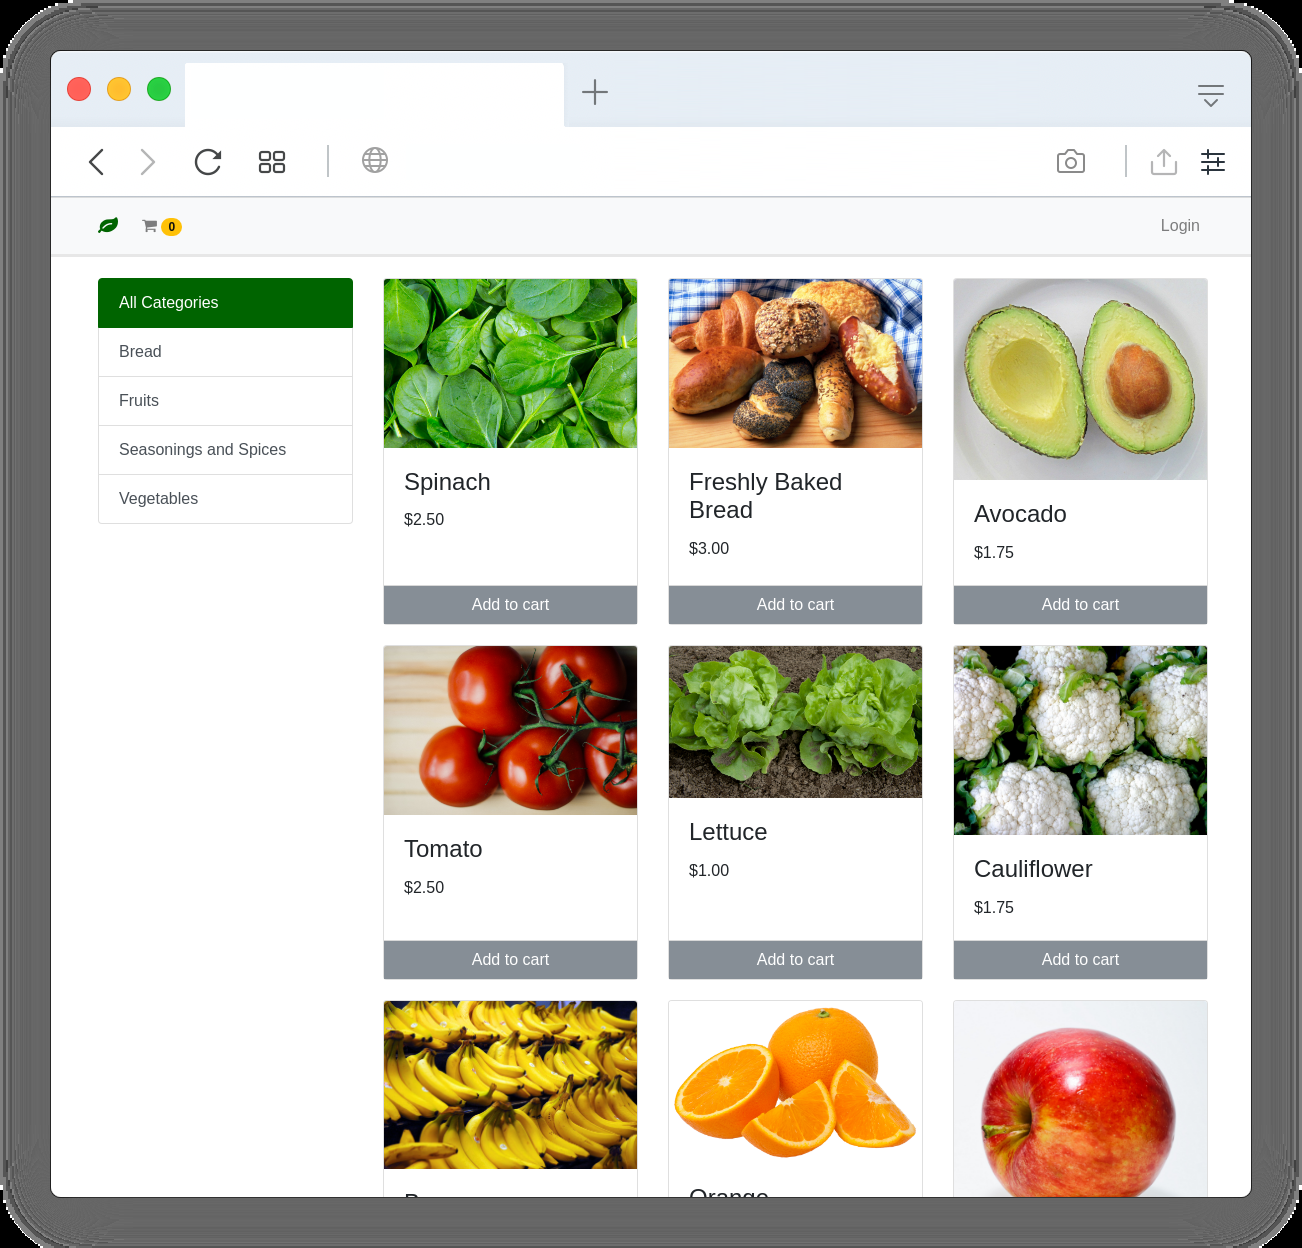 0
Login
All Categories
Bread
Fruits
Seasonings and Spices
Vegetables
Spinach
$2.50
Add to cart
Freshly Baked
Bread
$3.00
Add to cart
Avocado
$1.75
Add to cart
Tomato
$2.50
Add to cart
Lettuce
$1.00
Add to cart
Cauliflower
$1.75
Add to cart
Orange